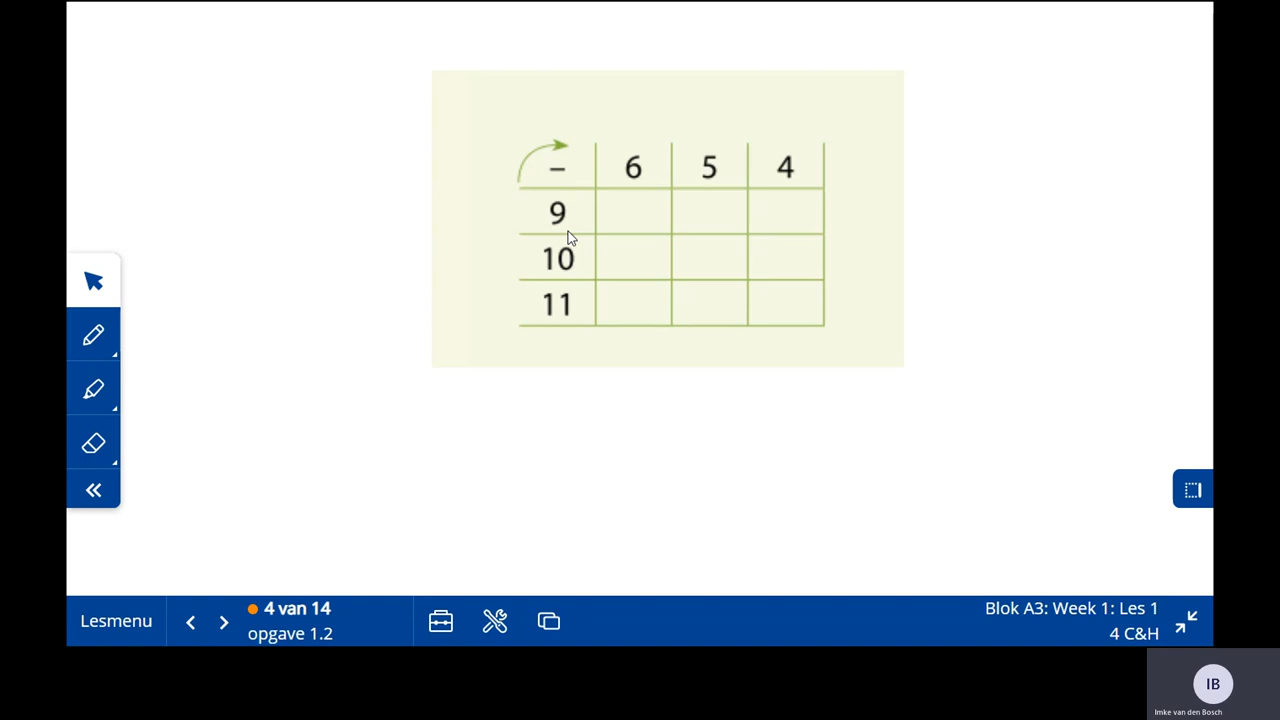 – 6 5 4
9
10
11
Lesmenu
4 van 14
opgave 1.2
Blok A3: Week 1: Les 1
4 C&H
IB
Imke van den Bosch